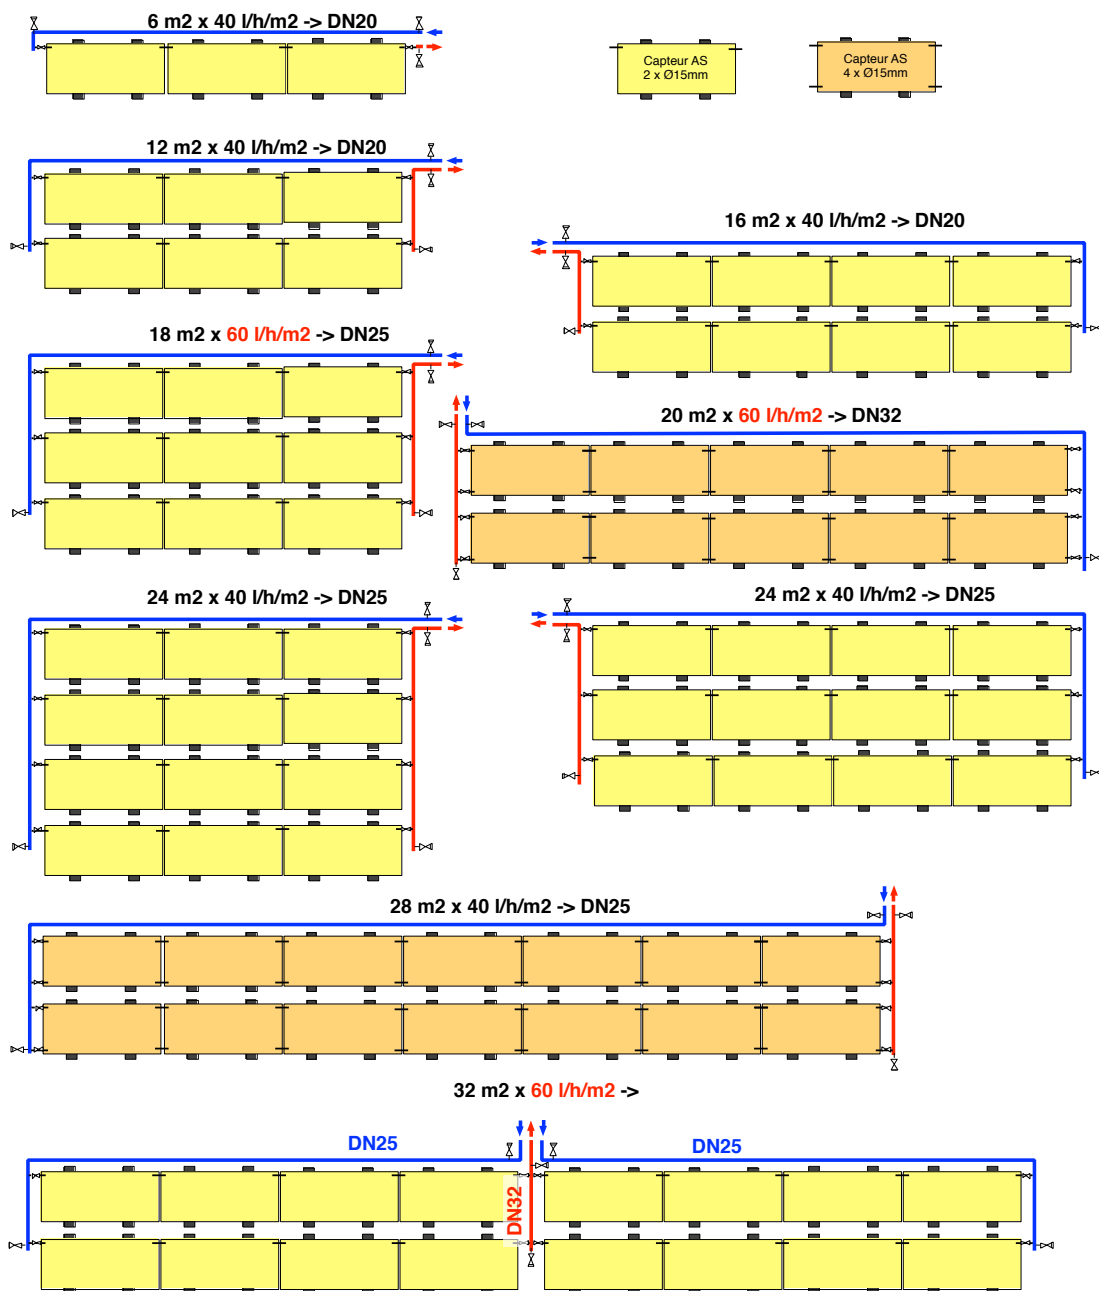 6 m2 x 40 l/h/m2 -> DN20
Capteur AS
2 x Ø15mm
Capteur AS
4 x Ø15mm
12 m2 x 40 l/h/m2 -> DN20
16 m2 x 40 l/h/m2 -> DN20
18 m2 x 60 l/h/m2 -> DN25
20 m2 x 60 l/h/m2 -> DN32
24 m2 x 40 l/h/m2 -> DN25
24 m2 x 40 l/h/m2 -> DN25
28 m2 x 40 l/h/m2 -> DN25
32 m2 x 60 l/h/m2 ->
DN25
DN25
DN32